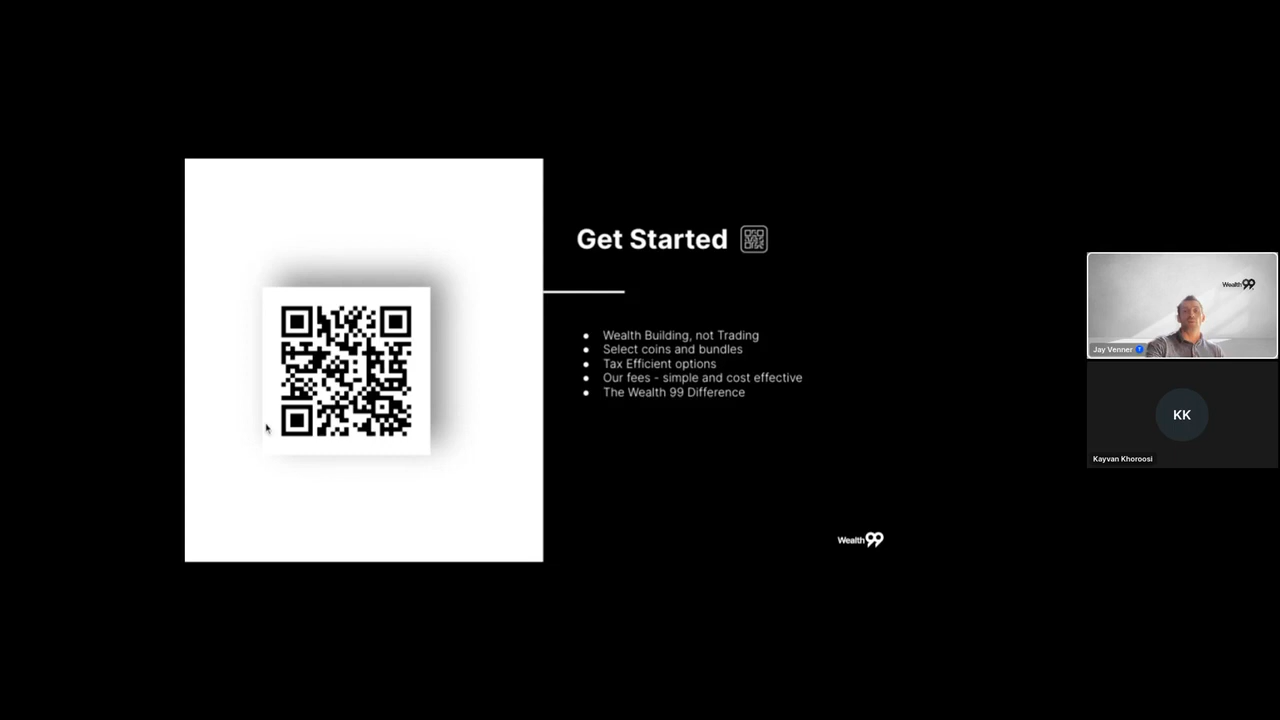 Get Started
Wealth Building, not Trading
Select coins and bundles
Tax Efficient options
Our fees - simple and cost effective
The Wealth 99 Difference
Wealth99
Wealth99
Jay Venner
KK
Kayvan Khoroosi